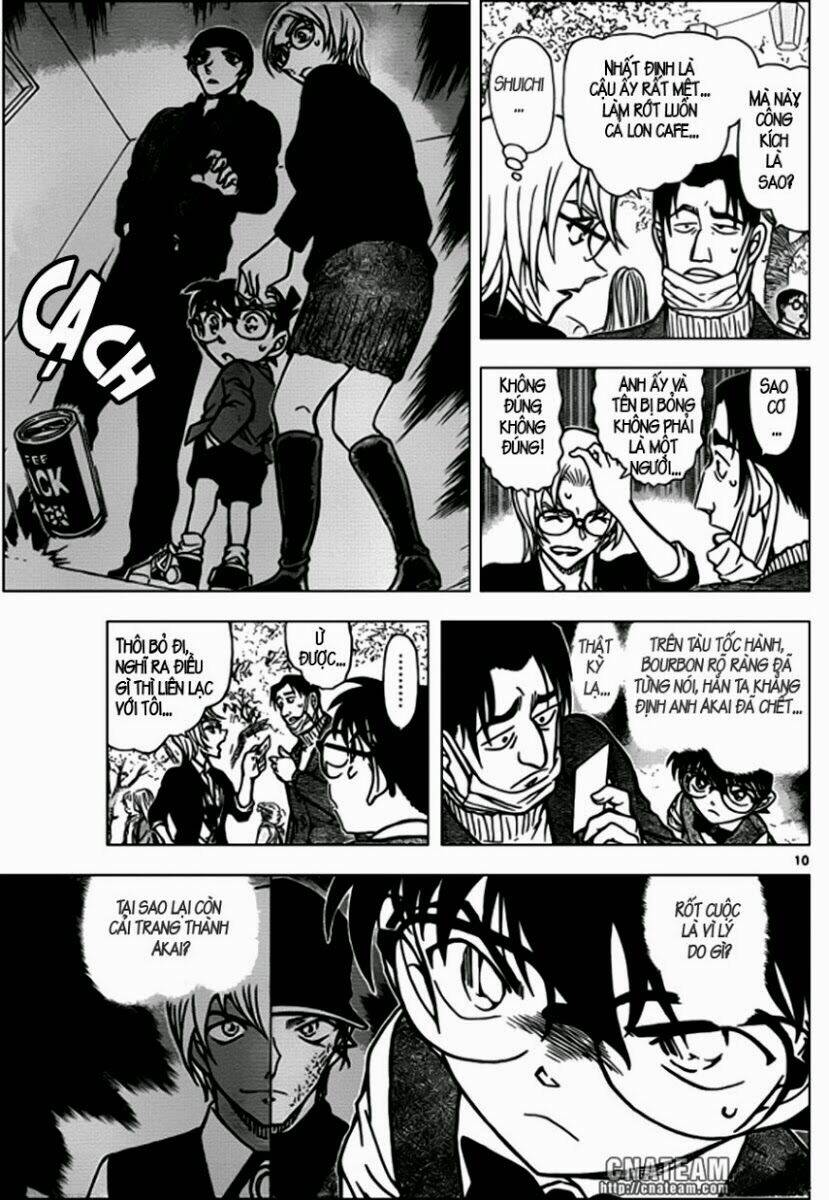 MÀ NÀY,
CÔNG
KÍCH
LÀ
SAO?
NHẤT ĐỊNH LÀ
CẬU ẤY RẤT MỆT...
LÀM RỚT LUÔN
CẢ LON CAFE...
SHUICHI
...
CẠCH
SAO
CƠ
...
ANH ẤY VÀ
TÊN BỊ BỎNG
KHÔNG PHẢI
LÀ MỘT
NGƯỜI...
KHÔNG
ĐÚNG,
KHÔNG
ĐÚNG!
TRÊN TÀU TỐC HÀNH,
BOURBON RÕ RÀNG ĐÃ
TỪNG NÓI, HẮN TA KHẲNG
ĐỊNH ANH AKAI ĐÃ CHẾT...
THẬT
KỲ
LẠ...
.........
Ừ
ĐƯỢC...
THÔI BỎ ĐI,
NGHĨ RA ĐIỀU
GÌ THÌ LIÊN LẠC
VỚI TÔI...
10
RỐT CUỘC
LÀ VÌ LÝ
DO GÌ?
TẠI SAO LẠI CÒN
CẢI TRANG THÀNH
AKAI?
CNATEAM
http://cnateam.com